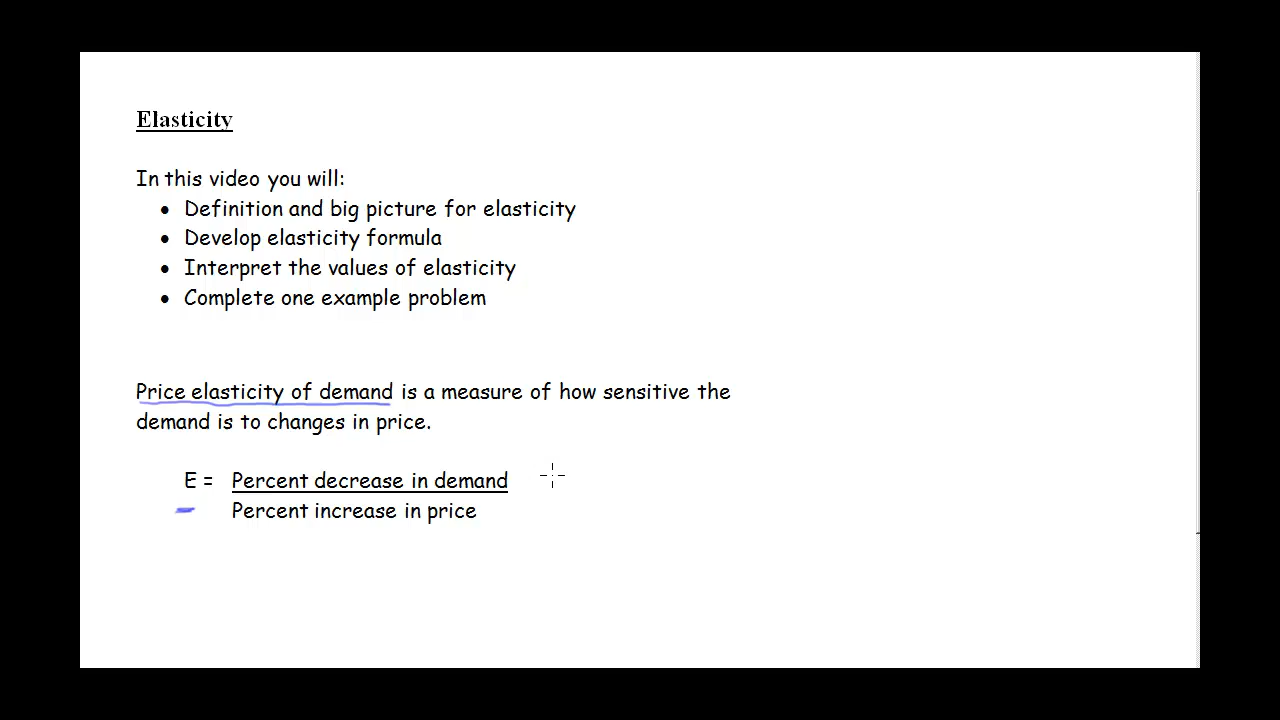 Elasticity
In this video you will:
• Definition and big picture for elasticity
• Develop elasticity formula
• Interpret the values of elasticity
• Complete one example problem
Price elasticity of demand is a measure of how sensitive the
demand is to changes in price.
E = Percent decrease in demand
Percent increase in price